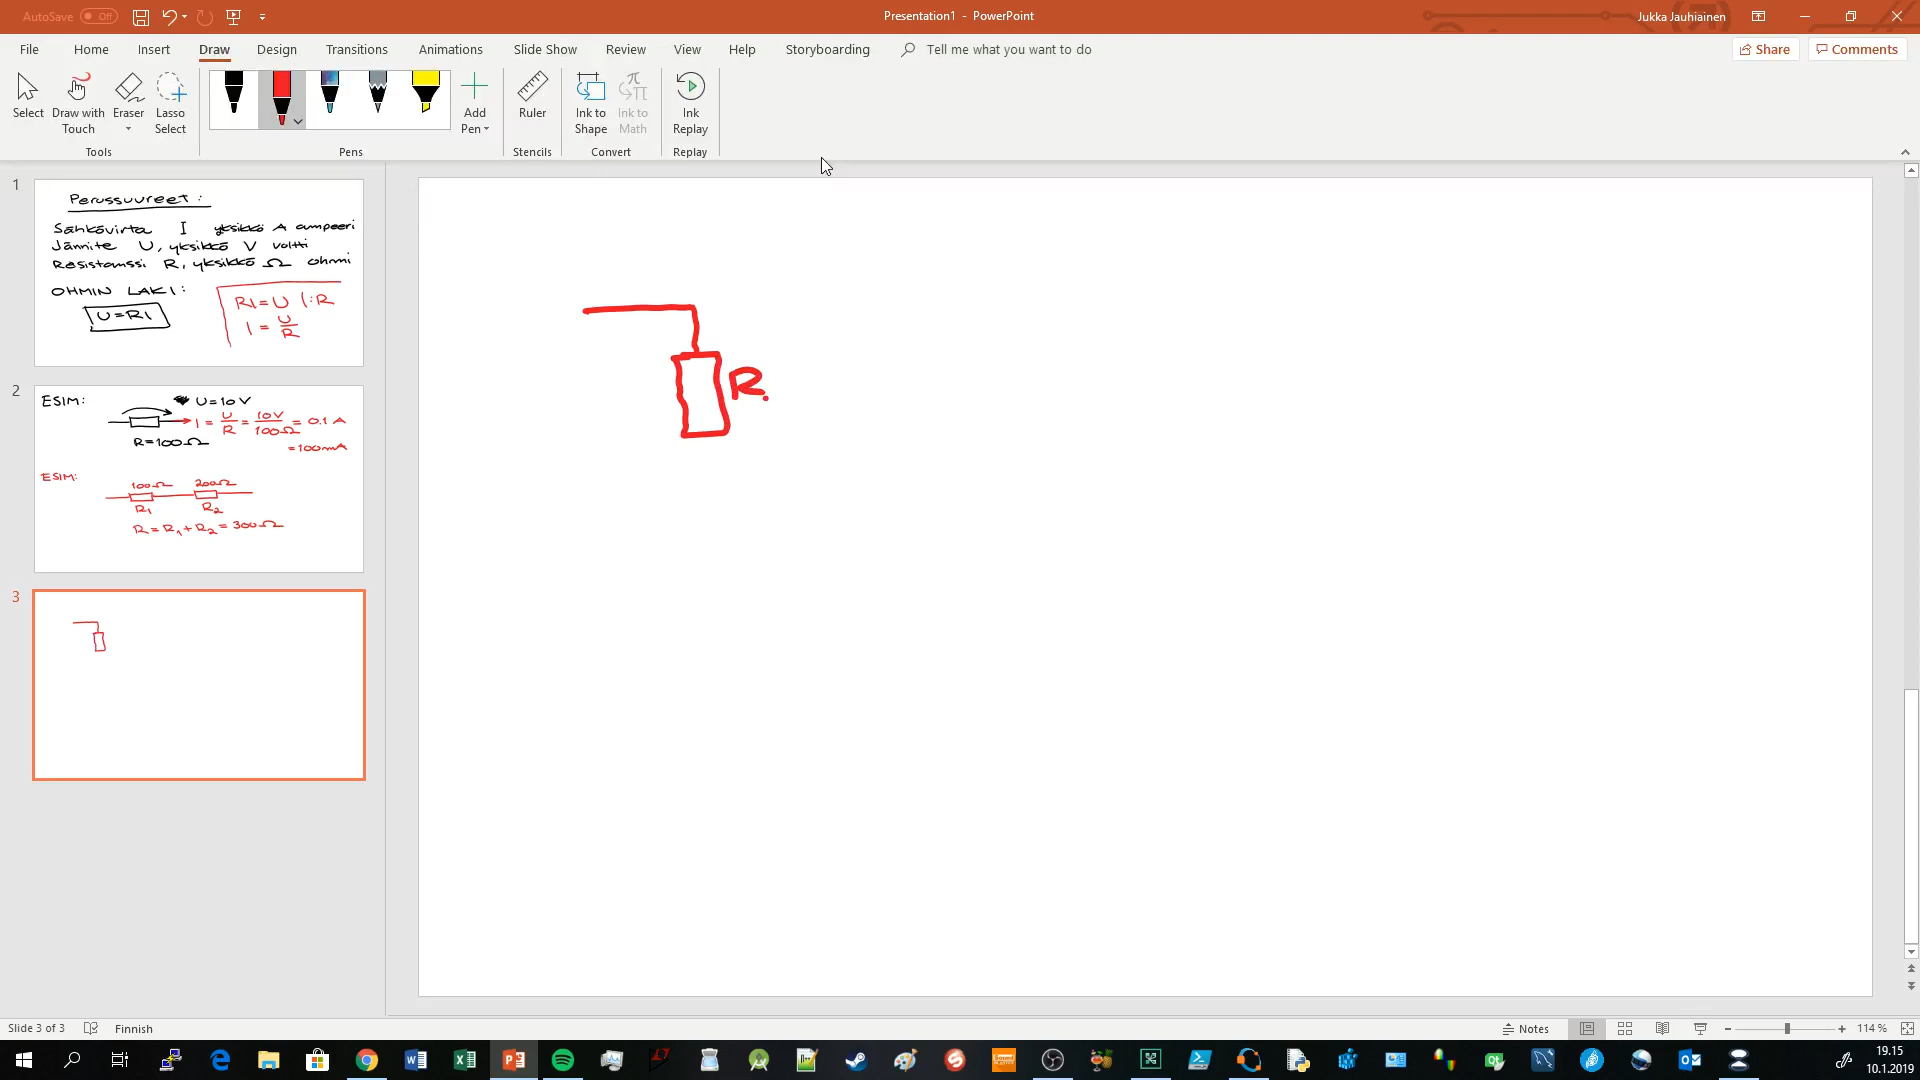 AutoSave Off
Presentation1 - PowerPoint
Jukka Jauhiainen
File Home Insert Draw Design Transitions Animations Slide Show Review View Help Storyboarding Tell me what you want to do
Share Comments
Select
Draw with Touch
Eraser
Lasso Select
Add Pen
Ruler
Ink to Shape
Ink to Math
Ink Replay
Tools Pens Stencils Convert Replay
1
Perussuureet:
Sähkövirta I yksikkö A ampeeri
Jännite U, yksikkö V voltti
Resistanssi R, yksikkö Ω ohmi
OHMIN LAKI:
U=RI
RI=U |:R
I = U/R
2
ESIM:
U=10V
I = U/R = 10V/100Ω = 0.1 A
R=100Ω
=100mA
ESIM:
100Ω 200Ω
R1 R2
R=R1+R2=300Ω
3
R.
Slide 3 of 3 Finnish
Notes
114 %
19.15
10.1.2019